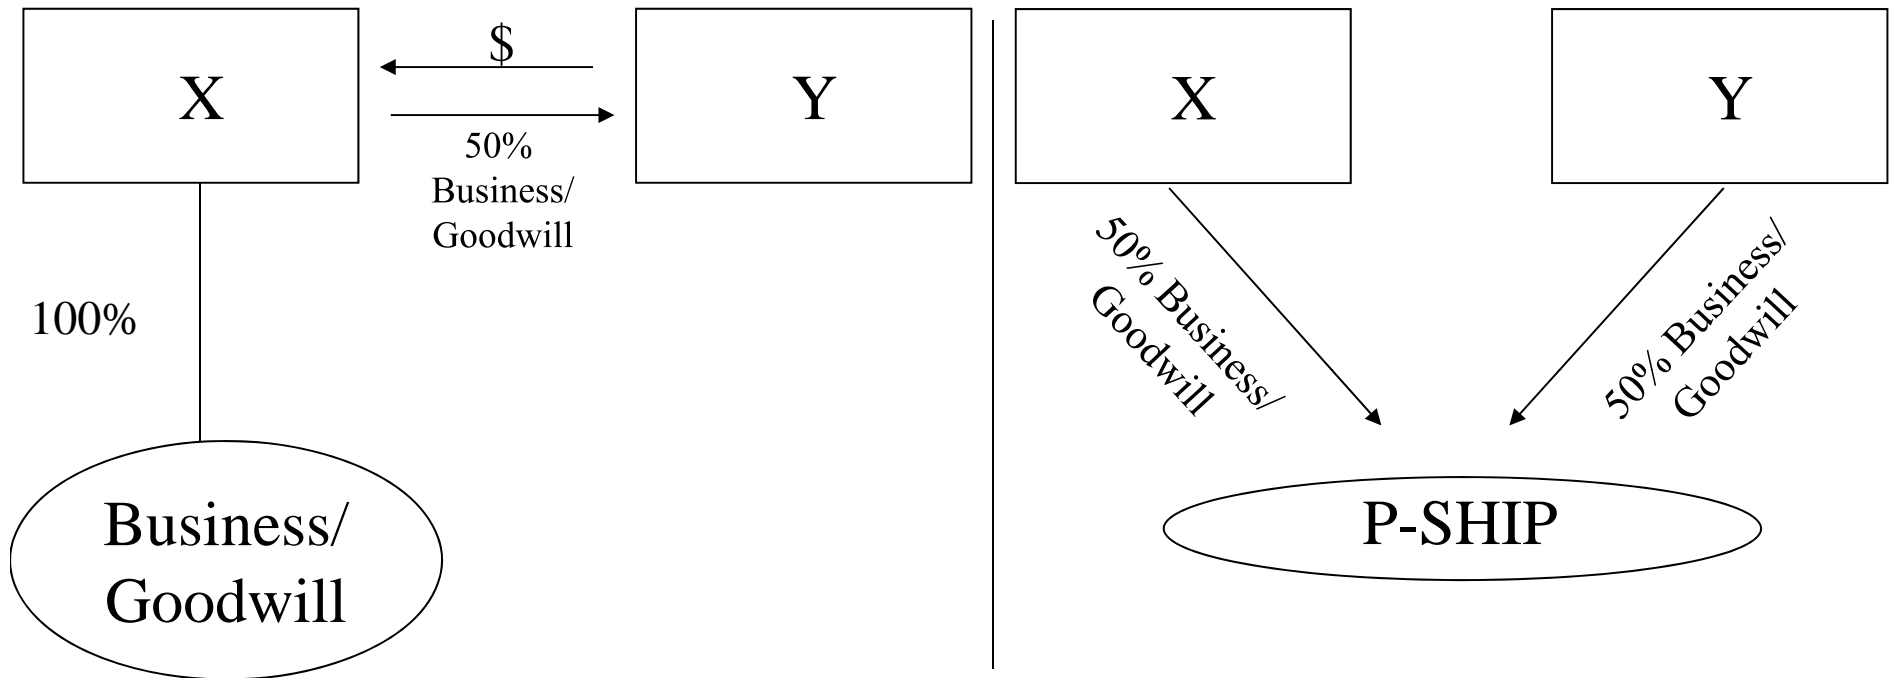 X
$
Y
50%
Business/
Goodwill
100%
Business/
Goodwill
X
Y
50% Business/
Goodwill
50% Business/
Goodwill
P-SHIP